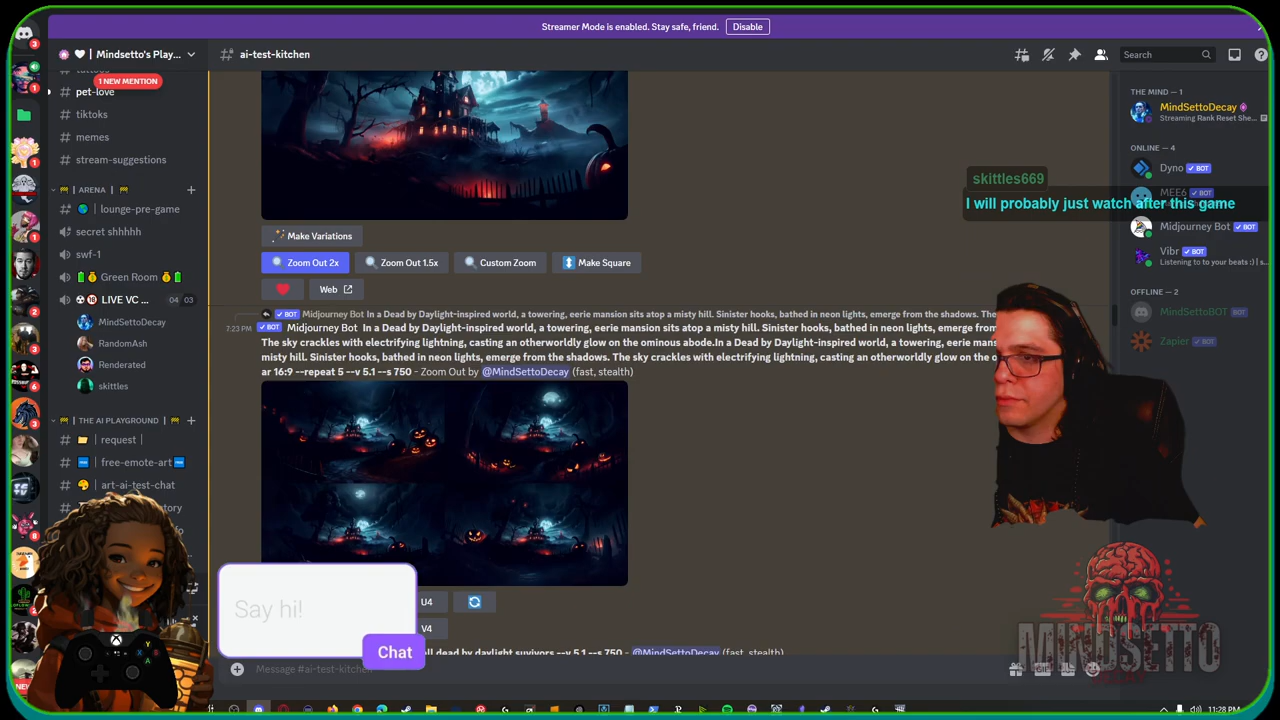 Streamer Mode is enabled. Stay safe, friend. Disable
| Mindsetto's Play...
ai-test-kitchen
Search
1 NEW MENTION
pet-love
tiktoks
memes
stream-suggestions
| ARENA |
| lounge-pre-game
secret shhhhh
swf-1
Green Room
LIVE VC ... 04 03
MindSettoDecay
RandomAsh
Renderated
skittles
| THE AI PLAYGROUND |
| request |
| free-emote-art
| art-ai-test-chat
Make Variations
Zoom Out 2x
Zoom Out 1.5x
Custom Zoom
Make Square
Web
BOT Midjourney Bot In a Dead by Daylight-inspired world, a towering, eerie mansion sits atop a misty hill. Sinister hooks, bathed in neon lights, emerge from the shadows. The
7:23 PM BOT Midjourney Bot In a Dead by Daylight-inspired world, a towering, eerie mansion sits atop a misty hill. Sinister hooks, bathed in neon lights, emerge from
The sky crackles with electrifying lightning, casting an otherworldly glow on the ominous abode.In a Dead by Daylight-inspired world, a towering, eerie
misty hill. Sinister hooks, bathed in neon lights, emerge from the shadows. The sky crackles with electrifying lightning, casting an otherworldly glow on the
ar 16:9 --repeat 5 --v 5.1 --s 750 - Zoom Out by @MindSettoDecay (fast, stealth)
U4
V4
dead by daylight suvivors --v 5.1 --s 750 - @MindSettoDecay (fast, stealth)
Say hi!
Chat
Message #ai-test-kitchen
THE MIND — 1
MindSettoDecay
Streaming Rank Reset She...
ONLINE — 4
Dyno BOT
MEE6 BOT
Midjourney Bot BOT
Vibr BOT
Listening to to your beats :) | s...
OFFLINE — 2
MindSettoBOT BOT
Zapier BOT
skittles669
I will probably just watch after this game
MINDSETTO
11:28 PM